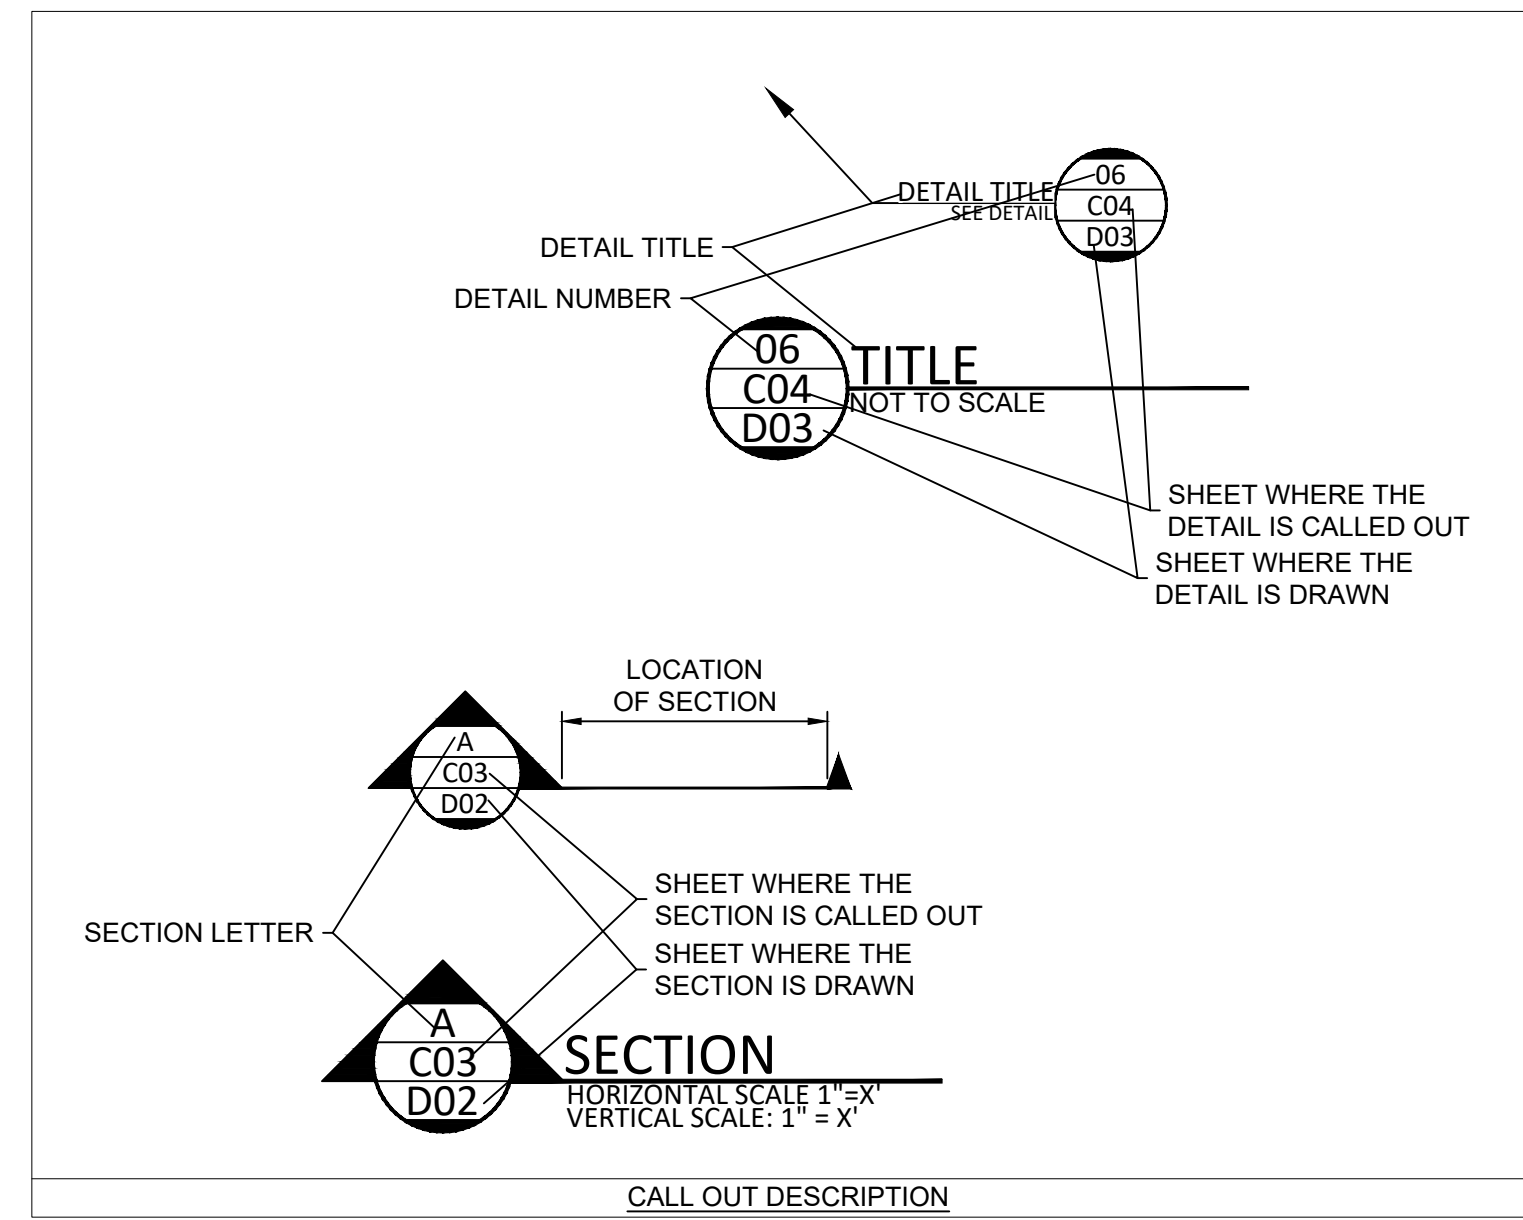 DETAIL TITLE
SEE DETAIL
06
C04
D03
DETAIL TITLE
DETAIL NUMBER
06
C04
D03
TITLE
NOT TO SCALE
SHEET WHERE THE
DETAIL IS CALLED OUT
SHEET WHERE THE
DETAIL IS DRAWN
LOCATION
OF SECTION
A
C03
D02
SHEET WHERE THE
SECTION IS CALLED OUT
SECTION LETTER
SHEET WHERE THE
SECTION IS DRAWN
A
C03
D02
SECTION
HORIZONTAL SCALE 1"=X'
VERTICAL SCALE: 1" = X'
CALL OUT DESCRIPTION